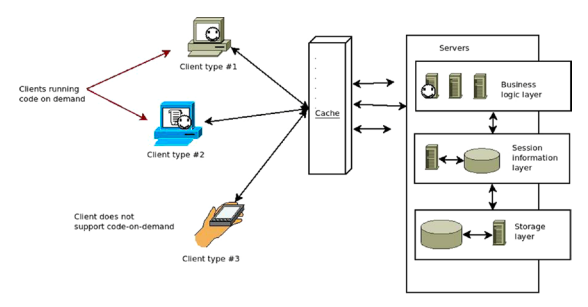 Servers
Client type #1
Clients running
code on demand
Business
logic layer
Cache
Client type #2
Session
information
layer
Client does not
support code-on-demand
Storage
layer
Client type #3